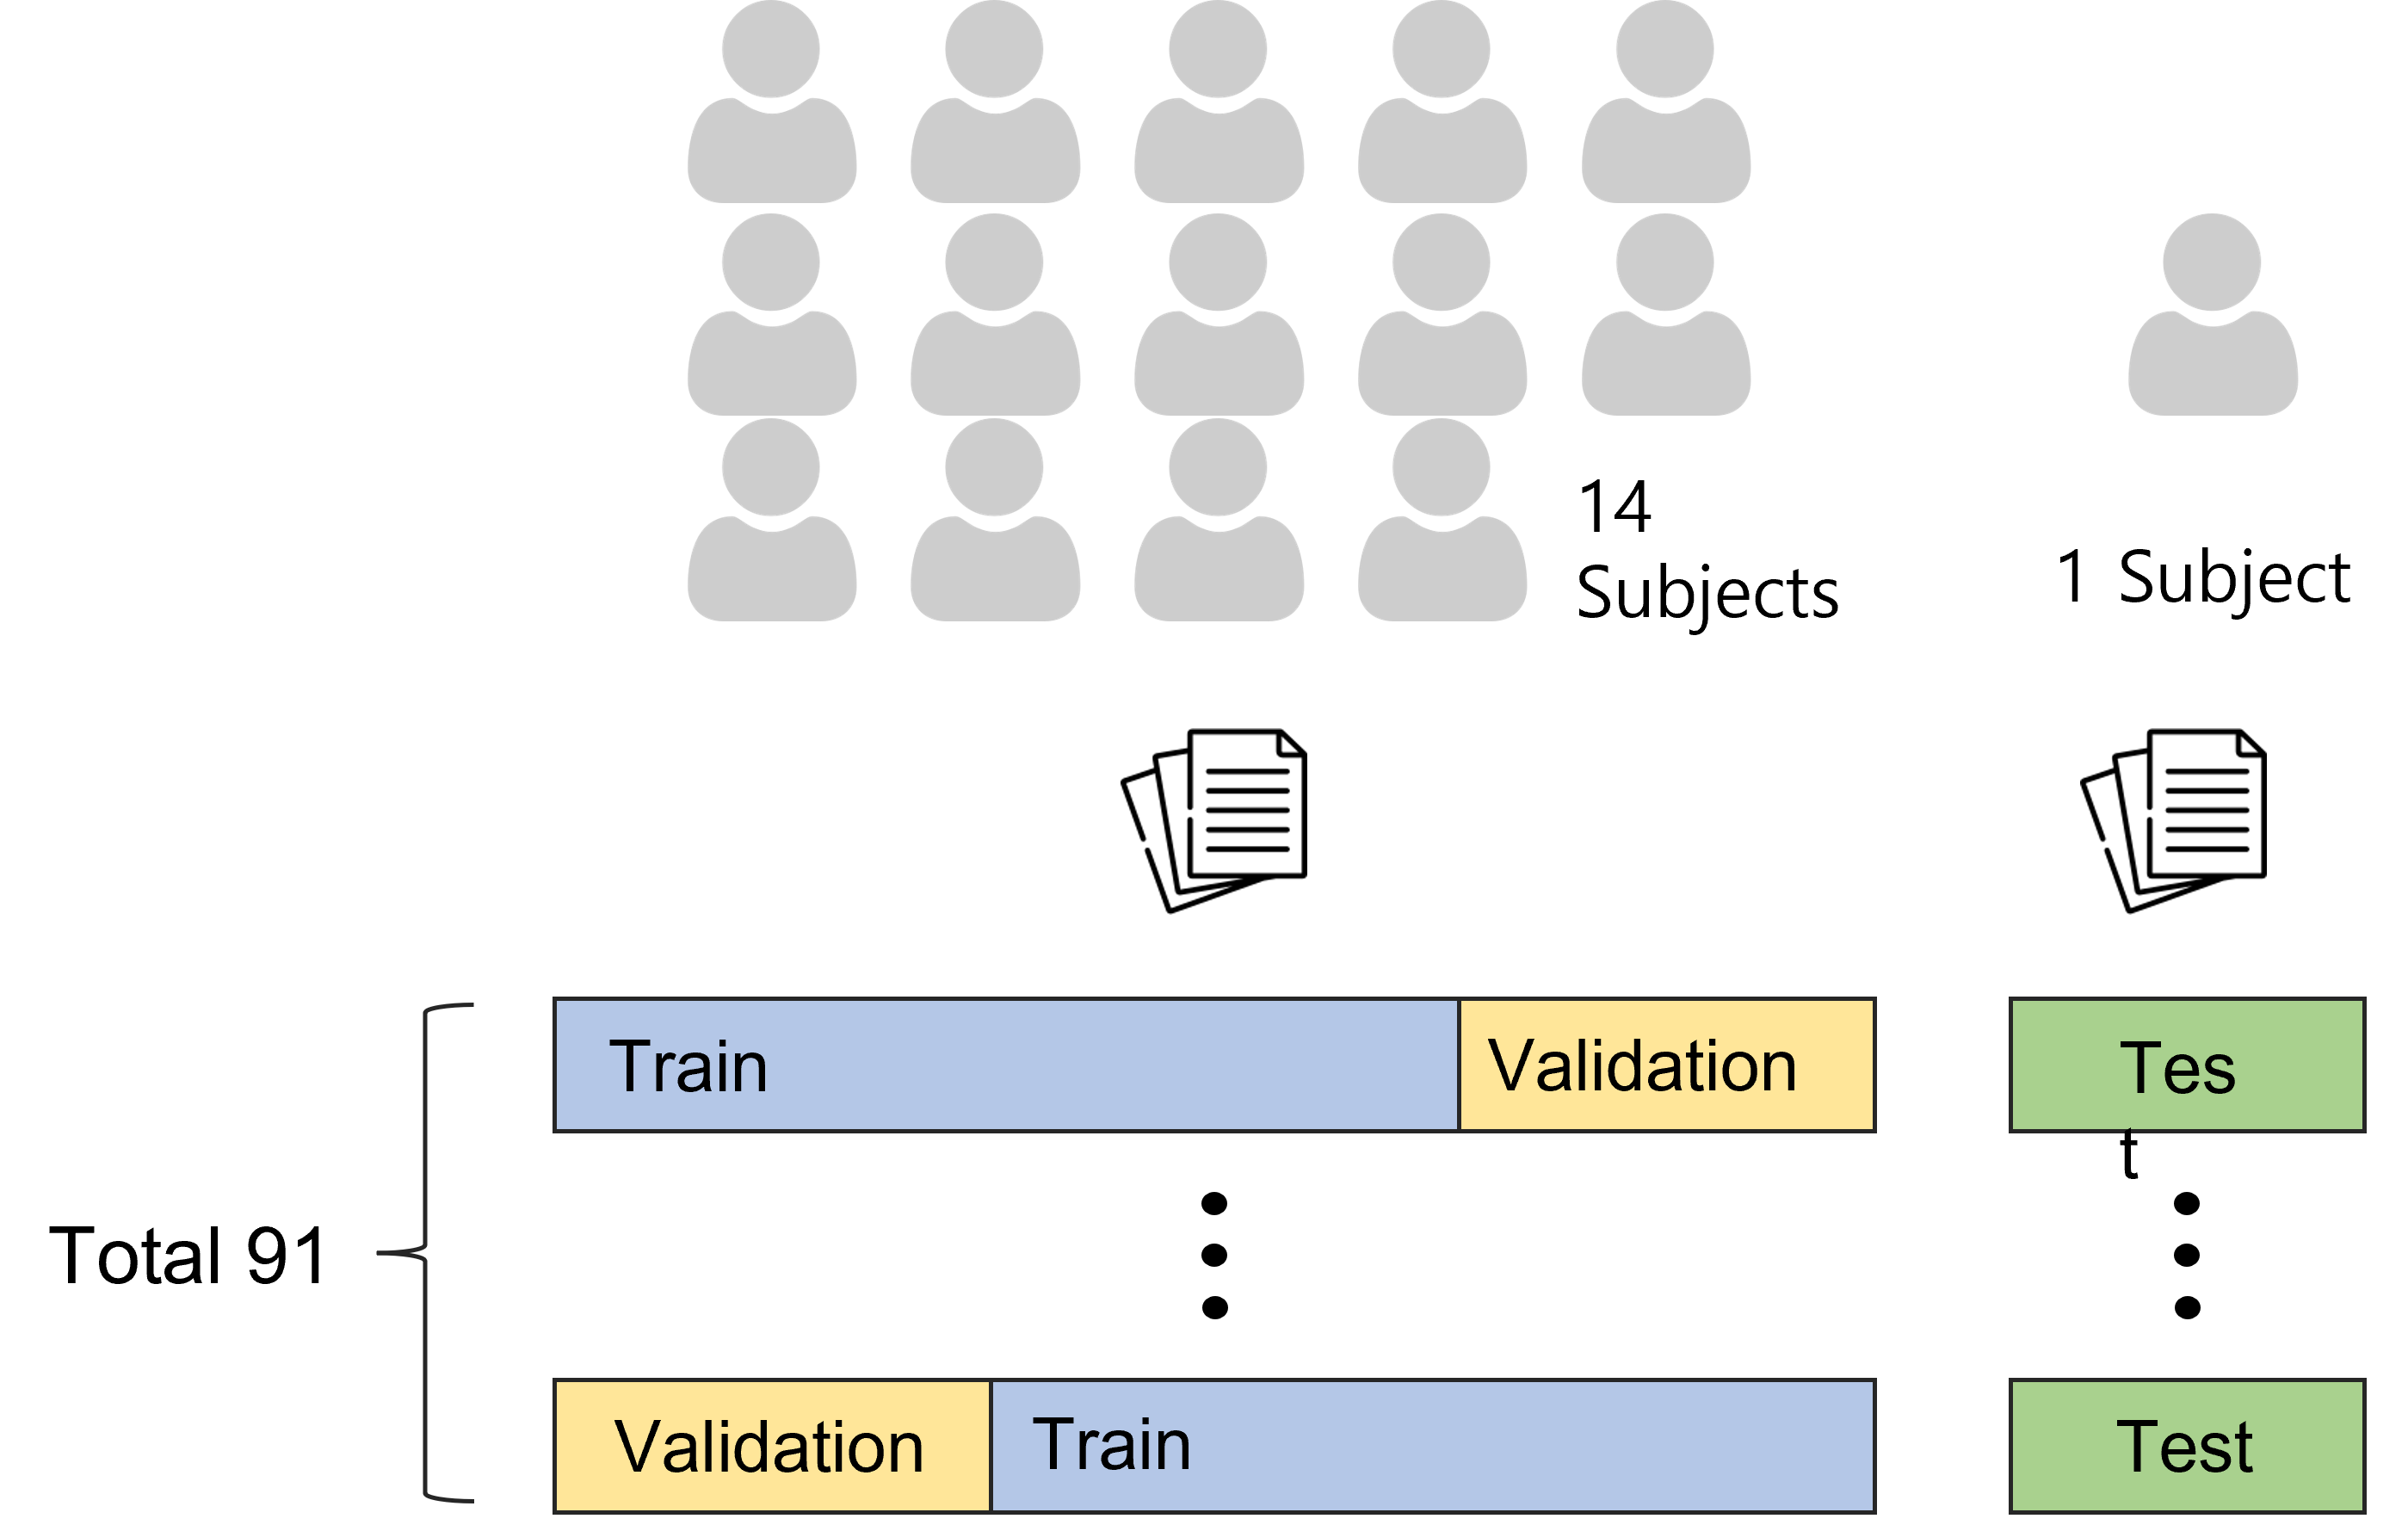 14
Subjects
1 Subject
Train
Validation
Tes
t
Total 91
Validation
Train
Test